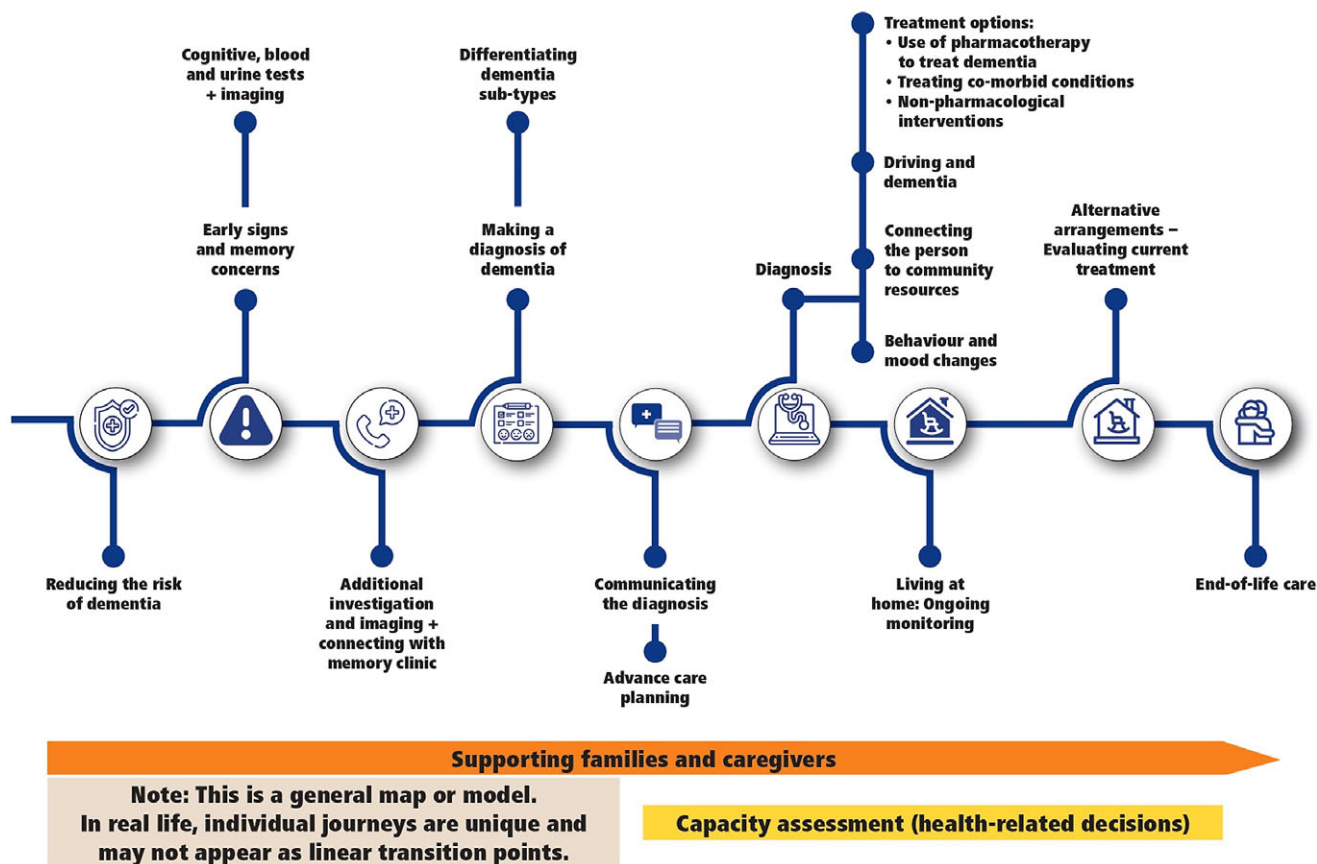 Cognitive, blood
and urine tests
+ imaging
Early signs
and memory
concerns
Differentiating
dementia
sub-types
Making a
diagnosis of
dementia
Treatment options:
• Use of pharmacotherapy
to treat dementia
• Treating co-morbid conditions
• Non-pharmacological
interventions
Driving and
dementia
Connecting
the person
to community
resources
Behaviour and
mood changes
Diagnosis
Alternative
arrangements –
Evaluating current
treatment
Reducing the risk
of dementia
Additional
investigation
and imaging +
connecting with
memory clinic
Communicating
the diagnosis
Advance care
planning
Living at
home: Ongoing
monitoring
End-of-life care
Supporting families and caregivers
Note: This is a general map or model.
In real life, individual journeys are unique and
may not appear as linear transition points.
Capacity assessment (health-related decisions)